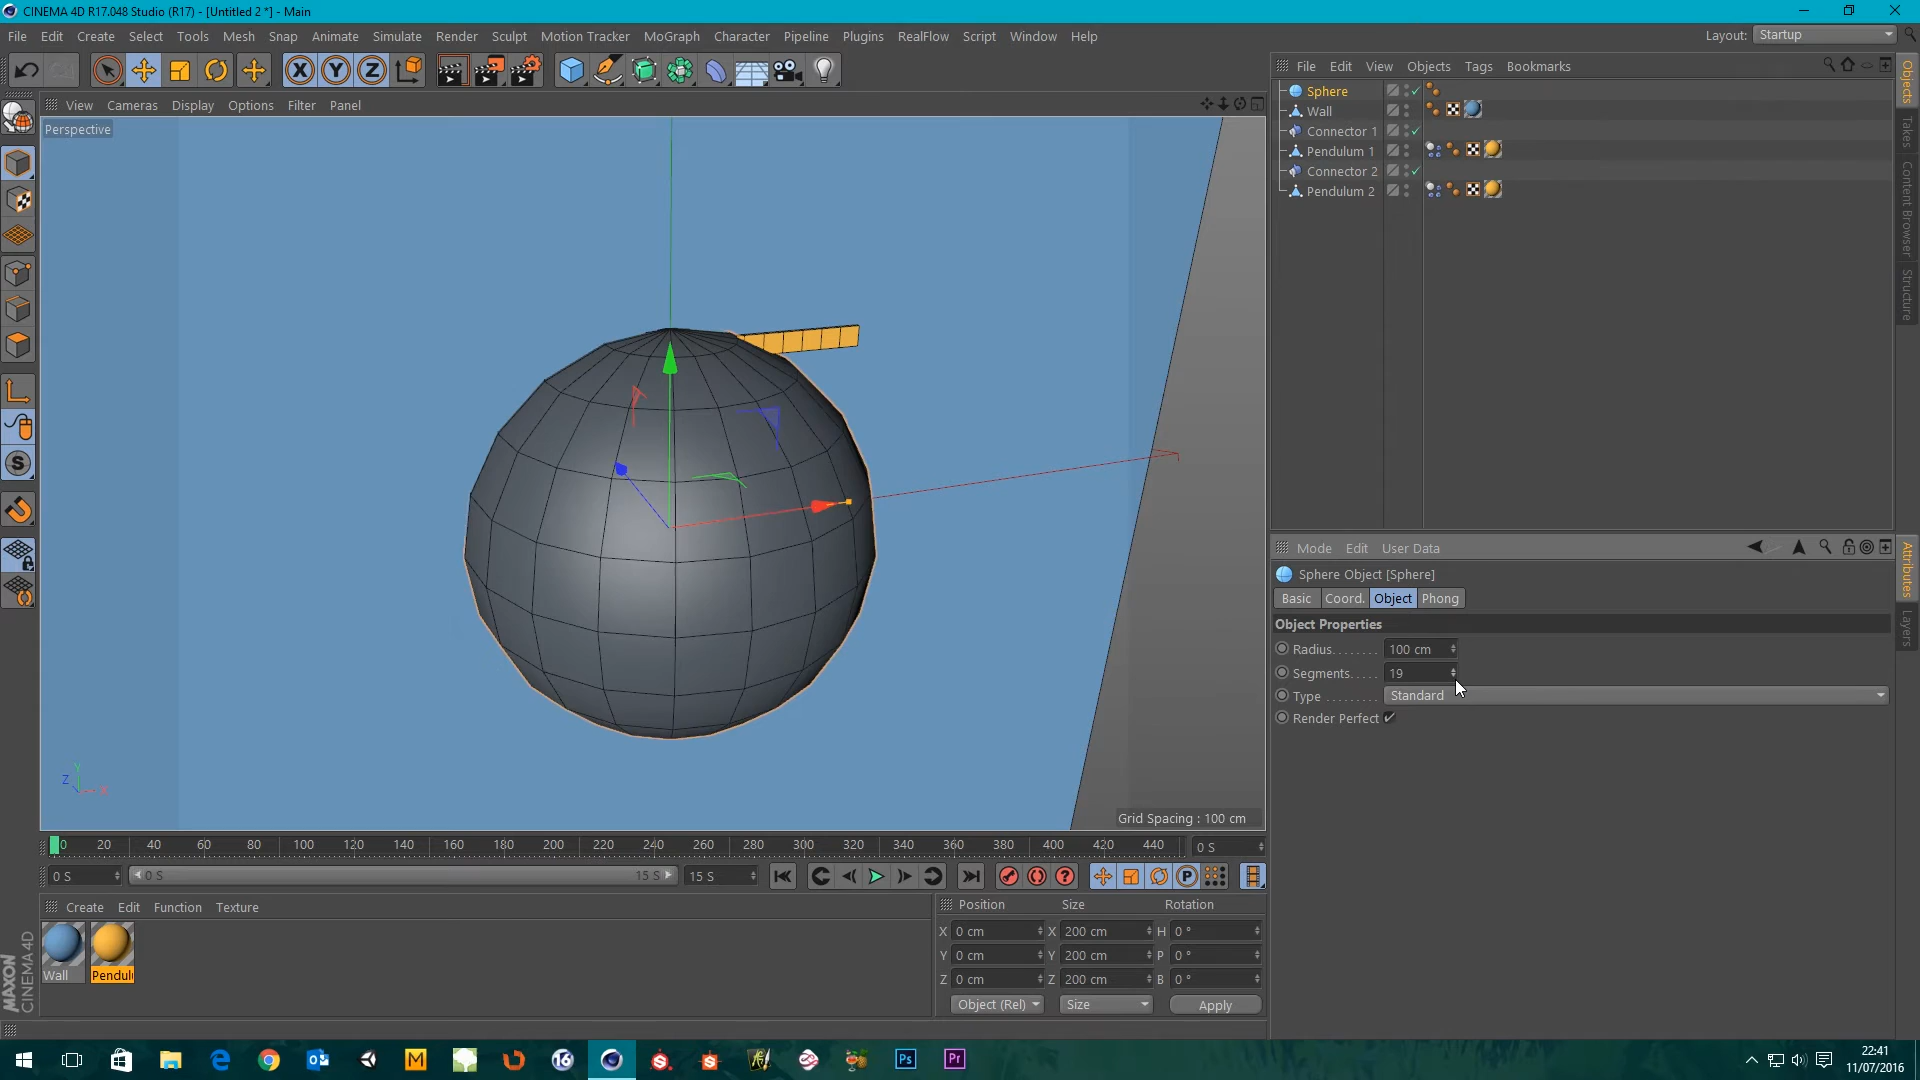 CINEMA 4D R17.048 Studio (R17) - [Untitled 2 *] - Main
File Edit Create Select Tools Mesh Snap Animate Simulate Render Sculpt Motion Tracker MoGraph Character Pipeline Plugins RealFlow Script Window Help
Layout: Startup
X Y Z
File Edit View Objects Tags Bookmarks
View Cameras Display Options Filter Panel
Perspective
Sphere
Wall
Connector 1
Pendulum 1
Connector 2
Pendulum 2
Objects
Takes
Content Browser
Structure
Mode Edit User Data
Sphere Object [Sphere]
Basic Coord. Object Phong
Object Properties
Radius....... 100 cm
Segments..... 19
Type ......... Standard
Render Perfect
Attributes
Layers
Y
Z
X
Grid Spacing : 100 cm
0 20 40 60 80 100 120 140 160 180 200 220 240 260 280 300 320 340 360 380 400 420 440
0 S
0 S 0 S 15 S 15 S
P
Create Edit Function Texture
Wall Pendulu
Position Size Rotation
X 0 cm X 200 cm H 0 °
Y 0 cm Y 200 cm P 0 °
Z 0 cm Z 200 cm B 0 °
Object (Rel) Size Apply
MAXON
CINEMA 4D
16
Ps
Pr
22:41
11/07/2016